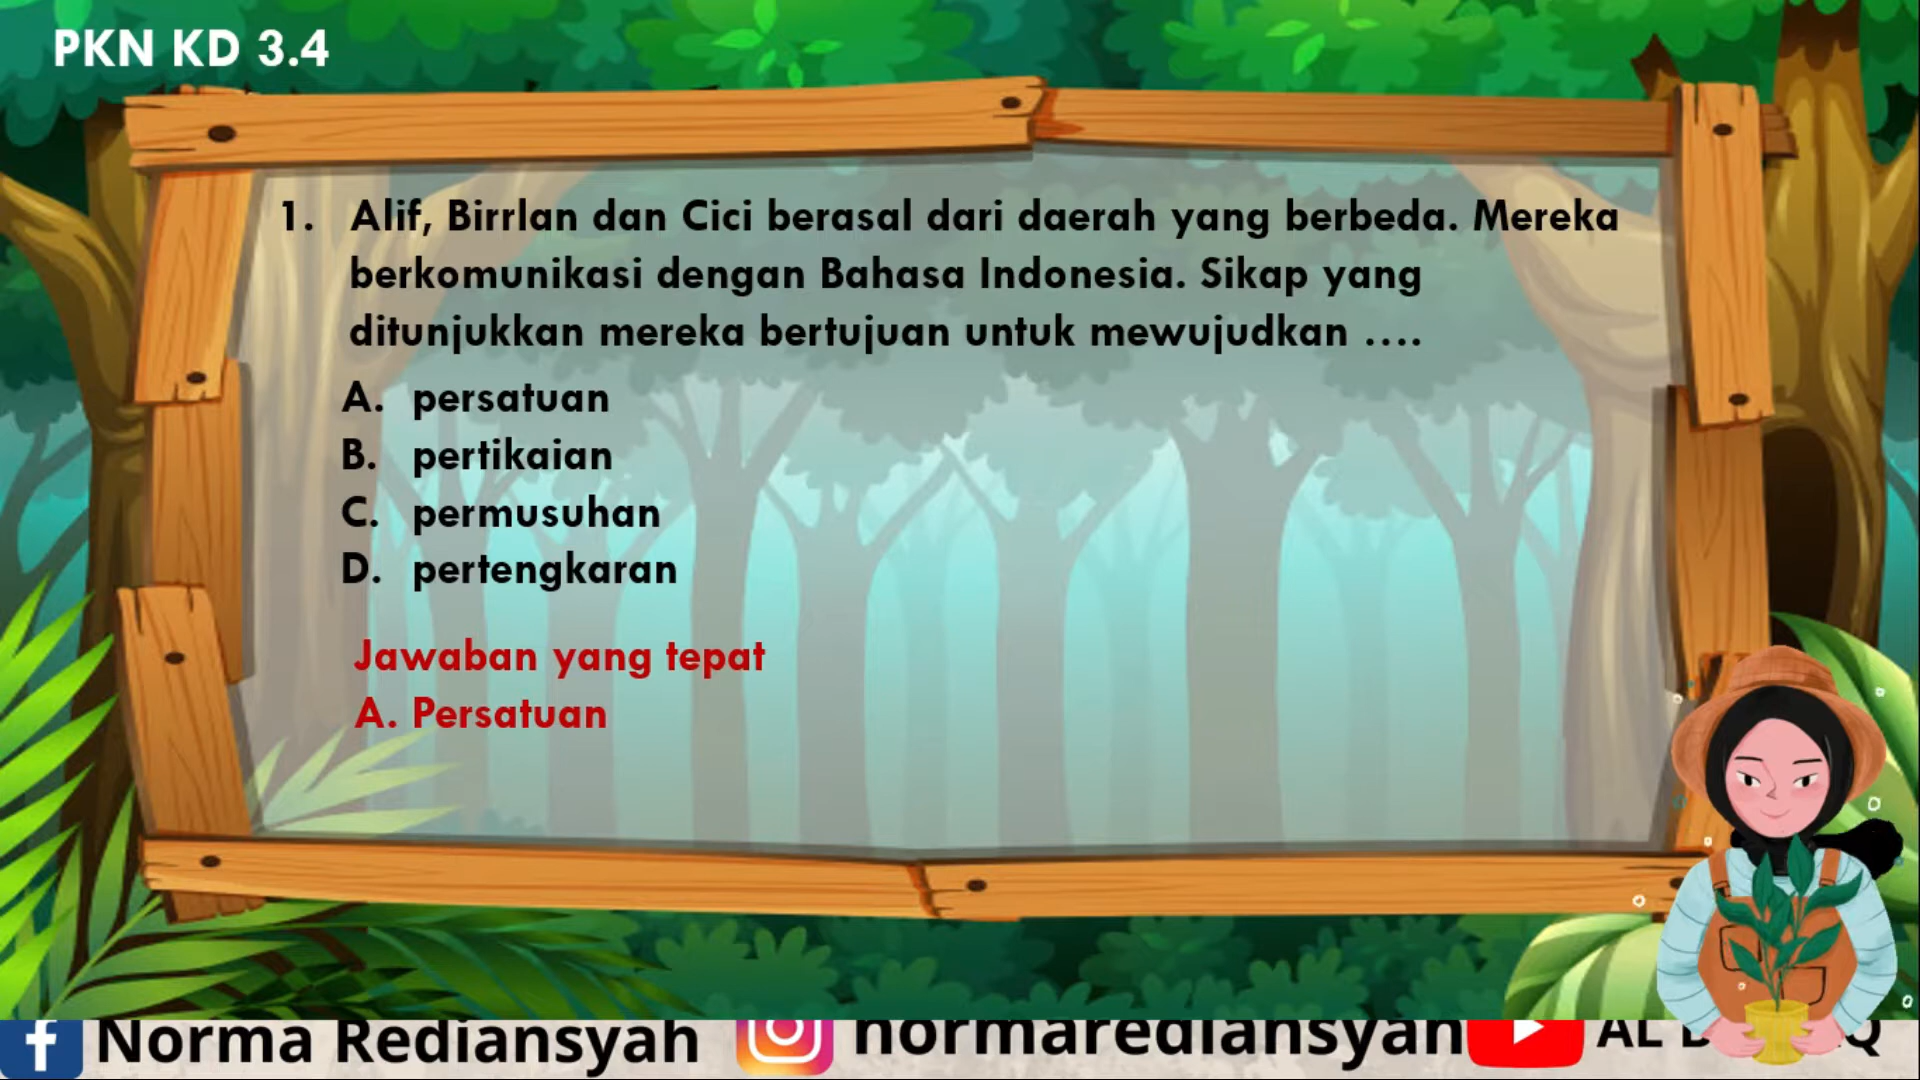 PKN KD 3.4
1. Alif, Birrlan dan Cici berasal dari daerah yang berbeda. Mereka
berkomunikasi dengan Bahasa Indonesia. Sikap yang
ditunjukkan mereka bertujuan untuk mewujudkan ....
A. persatuan
B. pertikaian
C. permusuhan
D. pertengkaran
Jawaban yang tepat
A. Persatuan
Norma Rediansyah normarediansyah AL